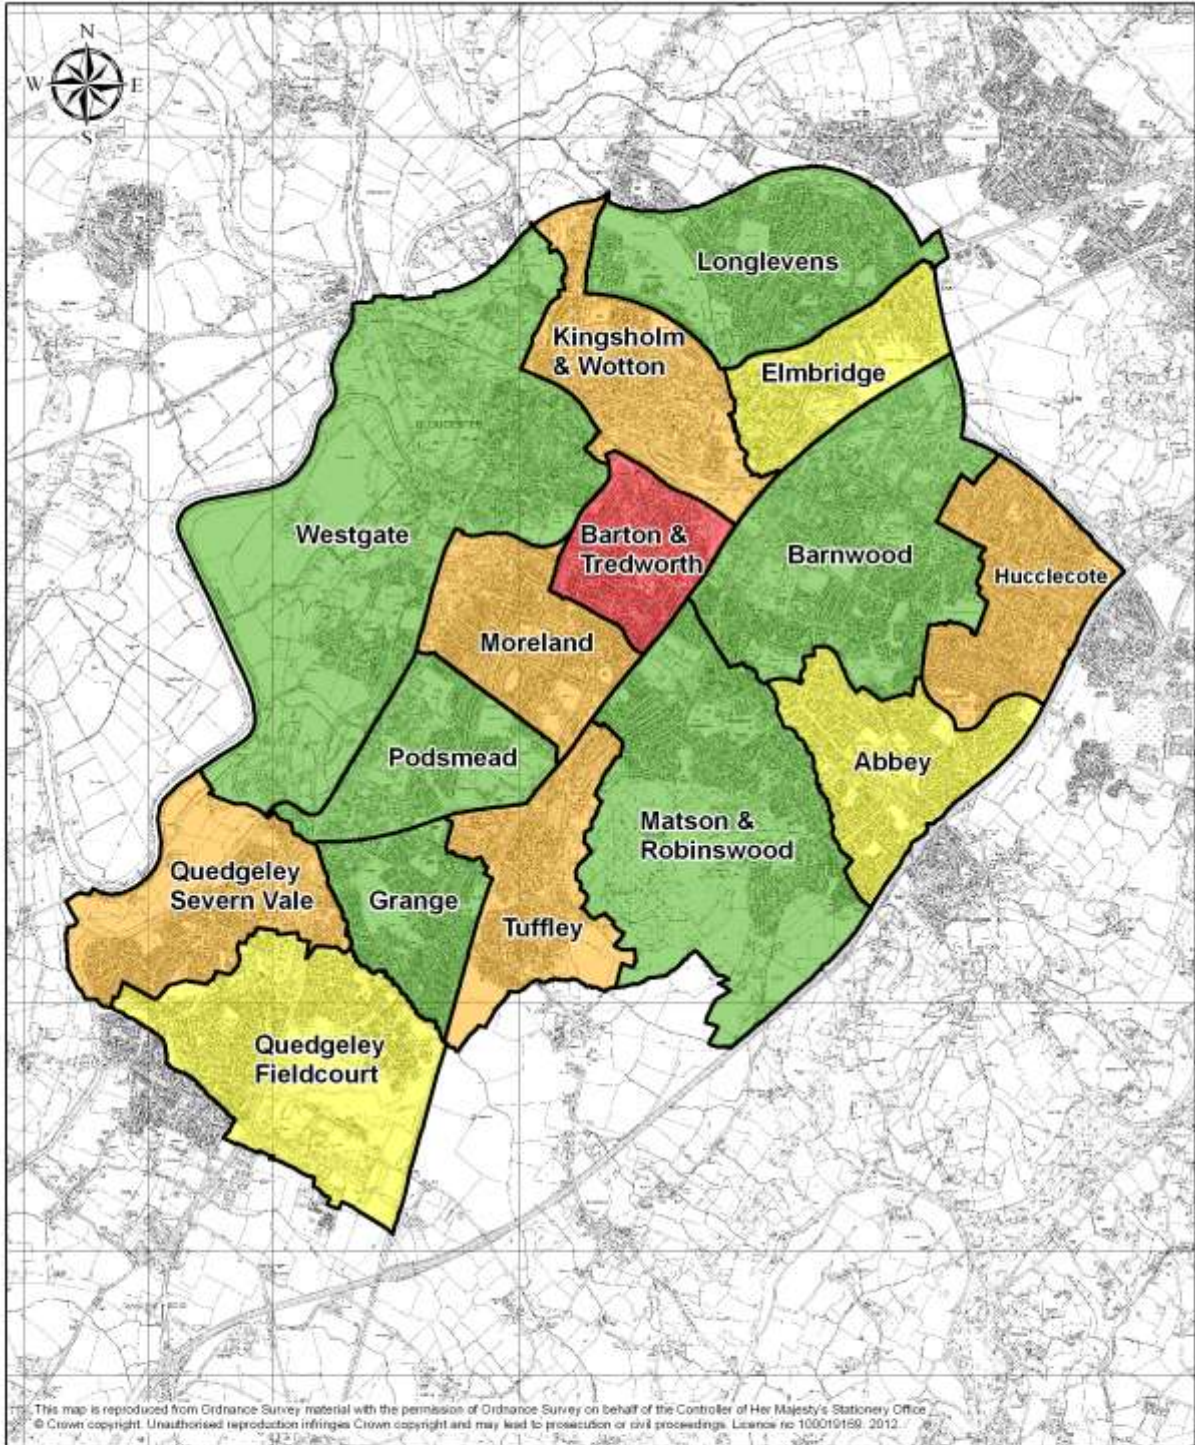 N
W E
S
Longlevens
Kingsholm
& Wotton
Elmbridge
Westgate
Barton &
Tredworth
Barnwood
Hucclecote
Moreland
Podsmead
Abbey
Matson &
Robinswood
Quedgeley
Severn Vale
Grange
Tuffley
Quedgeley
Fieldcourt
This map is reproduced from Ordnance Survey material with the permission of Ordnance Survey on behalf of the Controller of Her Majesty's Stationery Office
© Crown copyright. Unauthorised reproduction infringes Crown copyright and may lead to prosecution or civil proceedings. Licence no 100019169. 2012.